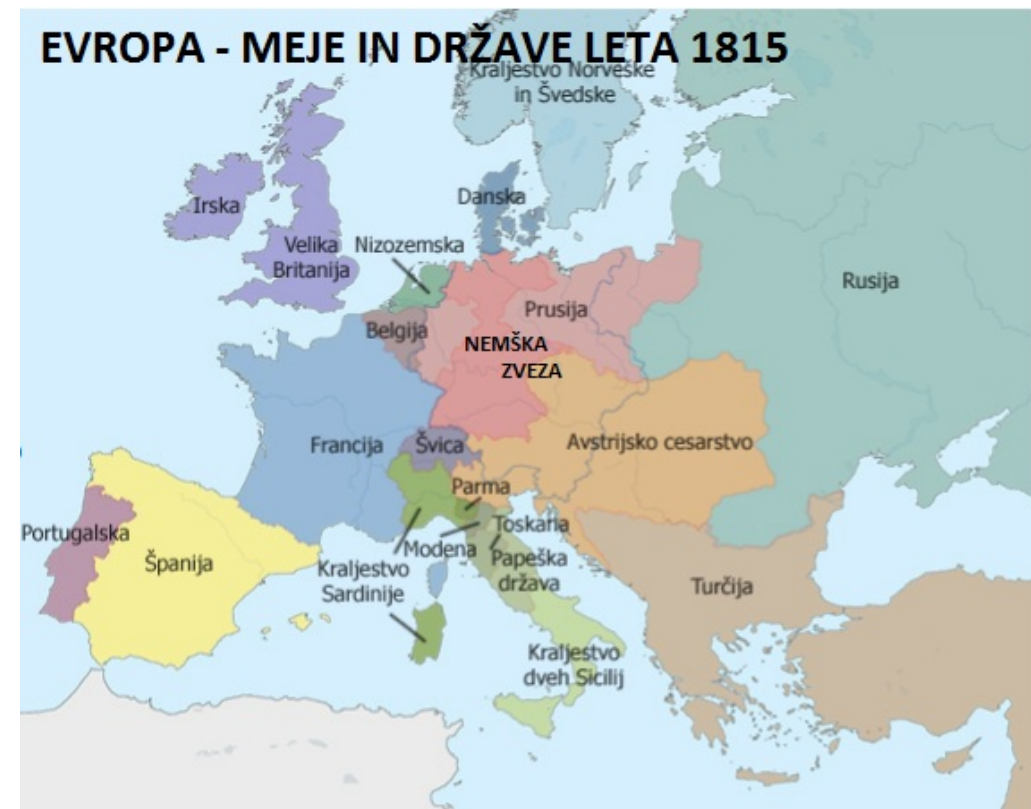 EVROPA - MEJE IN DRŽAVE LETA 1815
Kraljestvo Norveške
in Švedske
Irska
Danska
Velika
Britanija
Nizozemska
Rusija
Prusija
Belgija
NEMŠKA
ZVEZA
Francija
Švica
Avstrijsko cesarstvo
Parma
Portugalska
Španija
Modena
Toskana
Kraljestvo
Sardinije
Papeška
država
Turčija
Kraljestvo
dveh Sicilij